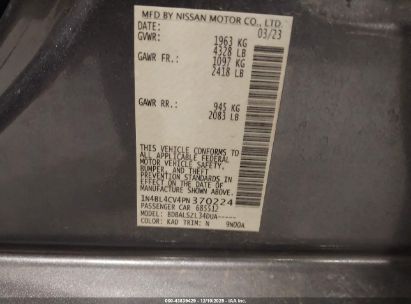 MFD BY NISSAN MOTOR CO., LTD.
DATE: 03/23
GVWR: 1963 KG
4328 LB
GAWR FR.: 1097 KG
2418 LB
GAWR RR.: 945 KG
2083 LB
THIS VEHICLE CONFORMS TO
ALL APPLICABLE FEDERAL
MOTOR VEHICLE SAFETY,
BUMPER, AND THEFT
PREVENTION STANDARDS
IN EFFECT ON THE DATE OF
MANUFACTURE SHOWN ABOVE.
1N4BL4CV4PN370224
PASSENGER CAR 685512
MODEL: BDBALSZL34DUA-----
COLOR: KAD TRIM: N 9N00A